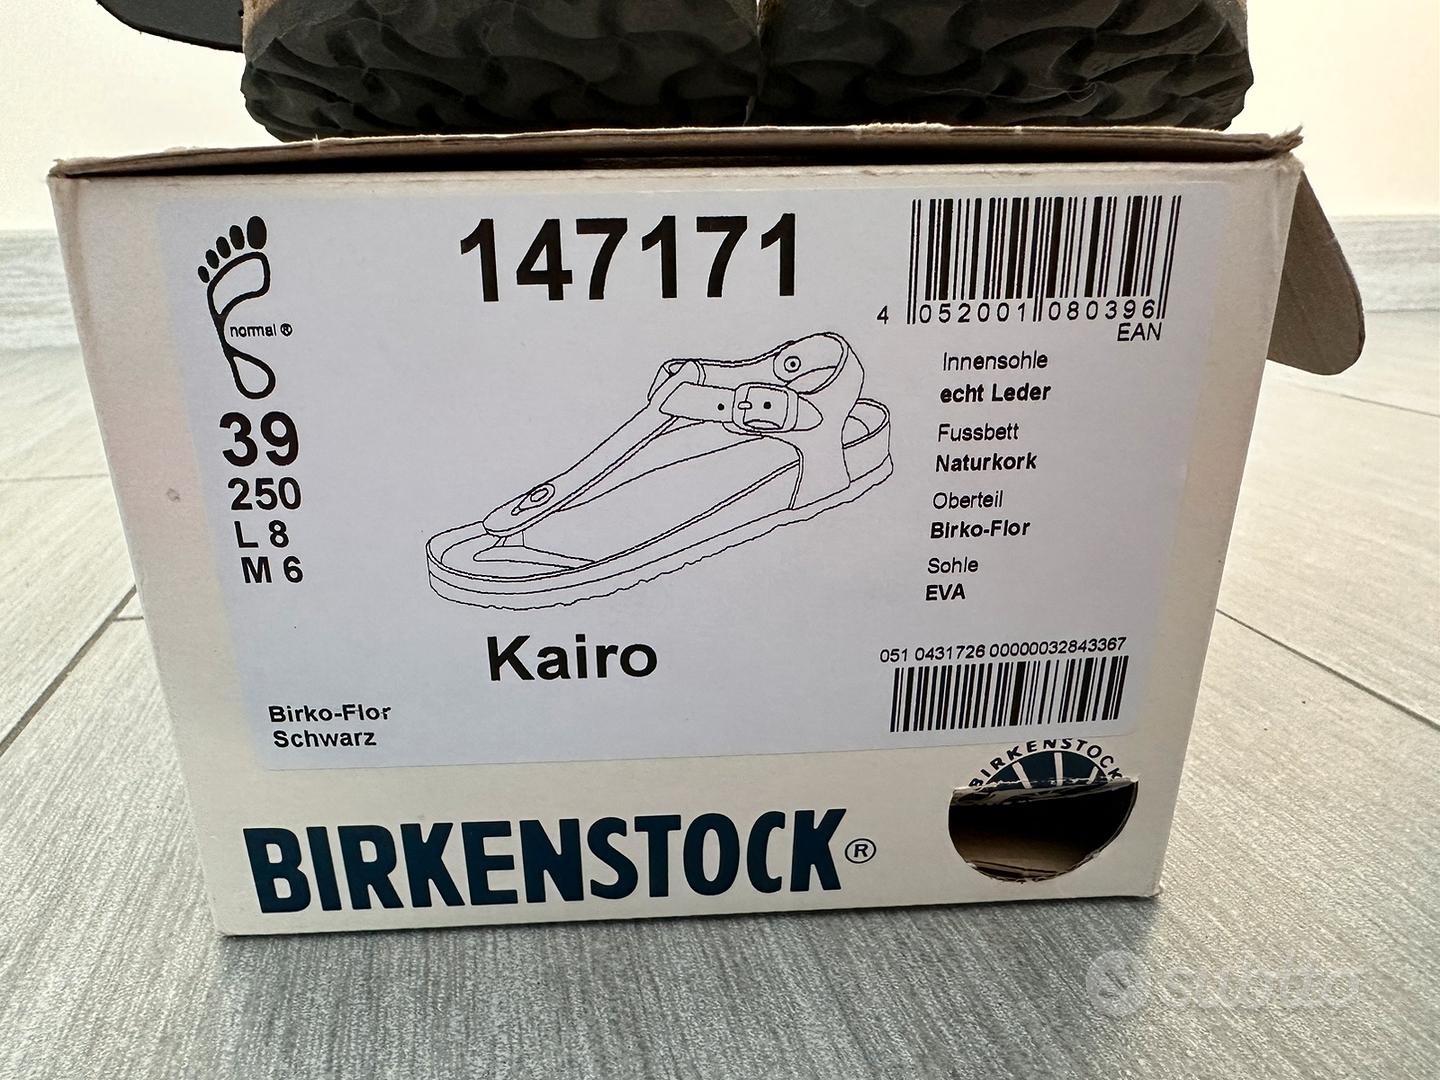 147171
normal ®
39
250
L 8
M 6
4 052001 080396
EAN
Innensohle
echt Leder
Fussbett
Naturkork
Oberteil
Birko-Flor
Sohle
EVA
Kairo
051 0431726 00000032843367
Birko-Flor
Schwarz
BIRKENSTOCK
BIRKENSTOCK®
subito